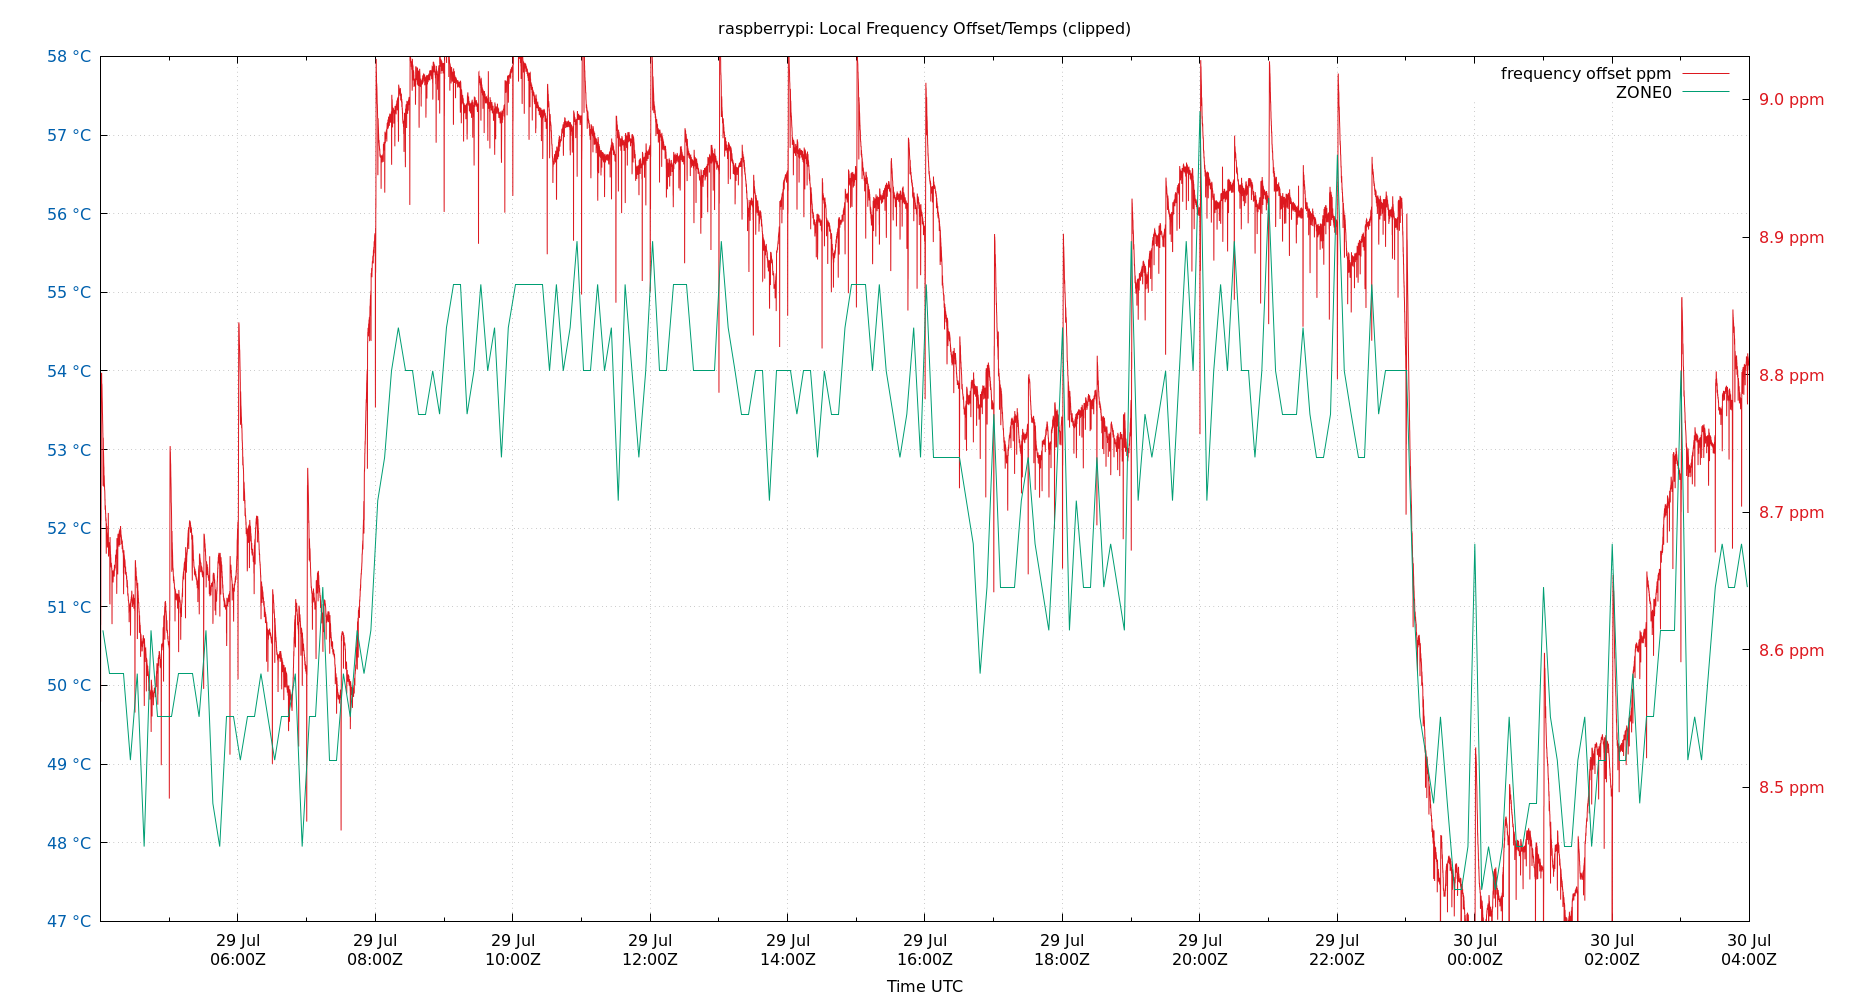 raspberrypi: Local Frequency Offset/Temps (clipped)
58 °C
57 °C
56 °C
55 °C
54 °C
53 °C
52 °C
51 °C
50 °C
49 °C
48 °C
47 °C
frequency offset ppm
ZONE0
9.0 ppm
8.9 ppm
8.8 ppm
8.7 ppm
8.6 ppm
8.5 ppm
29 Jul
06:00Z
29 Jul
08:00Z
29 Jul
10:00Z
29 Jul
12:00Z
29 Jul
14:00Z
29 Jul
16:00Z
29 Jul
18:00Z
29 Jul
20:00Z
29 Jul
22:00Z
30 Jul
00:00Z
30 Jul
02:00Z
30 Jul
04:00Z
Time UTC